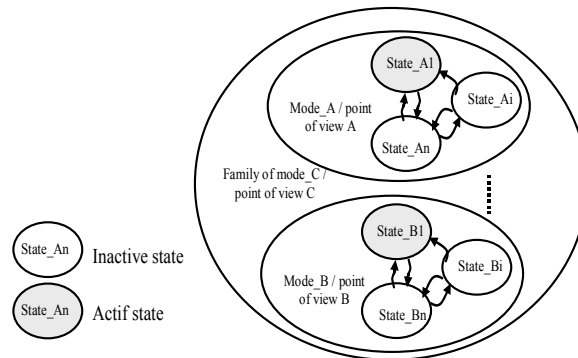 State_A1
State_Ai
Mode_A / point
of view A
State_An
Family of mode_C /
point of view C
State_B1
State_Bi
Mode_B / point
of view B
State_Bn
State_An
Inactive state
State_An
Actif state